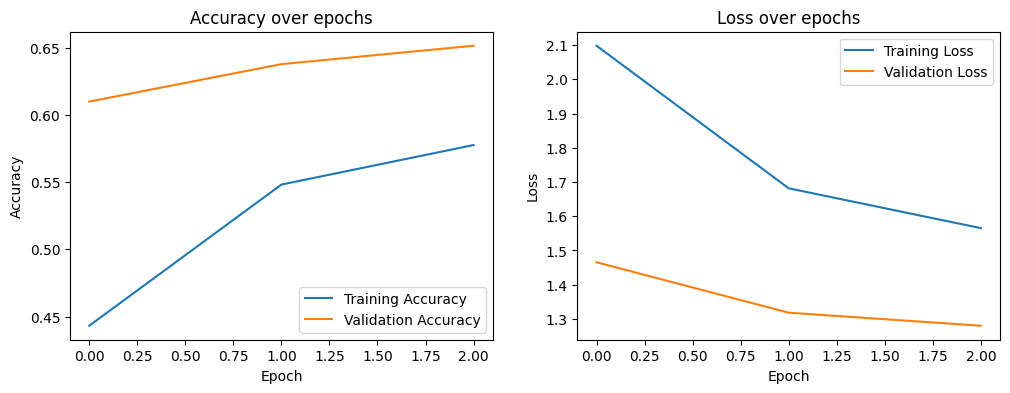 Accuracy over epochs
0.65
0.60
0.55
0.50
0.45
Accuracy
Training Accuracy
Validation Accuracy
0.00 0.25 0.50 0.75 1.00 1.25 1.50 1.75 2.00
Epoch
Loss over epochs
2.1
2.0
1.9
1.8
1.7
1.6
1.5
1.4
1.3
Loss
Training Loss
Validation Loss
0.00 0.25 0.50 0.75 1.00 1.25 1.50 1.75 2.00
Epoch